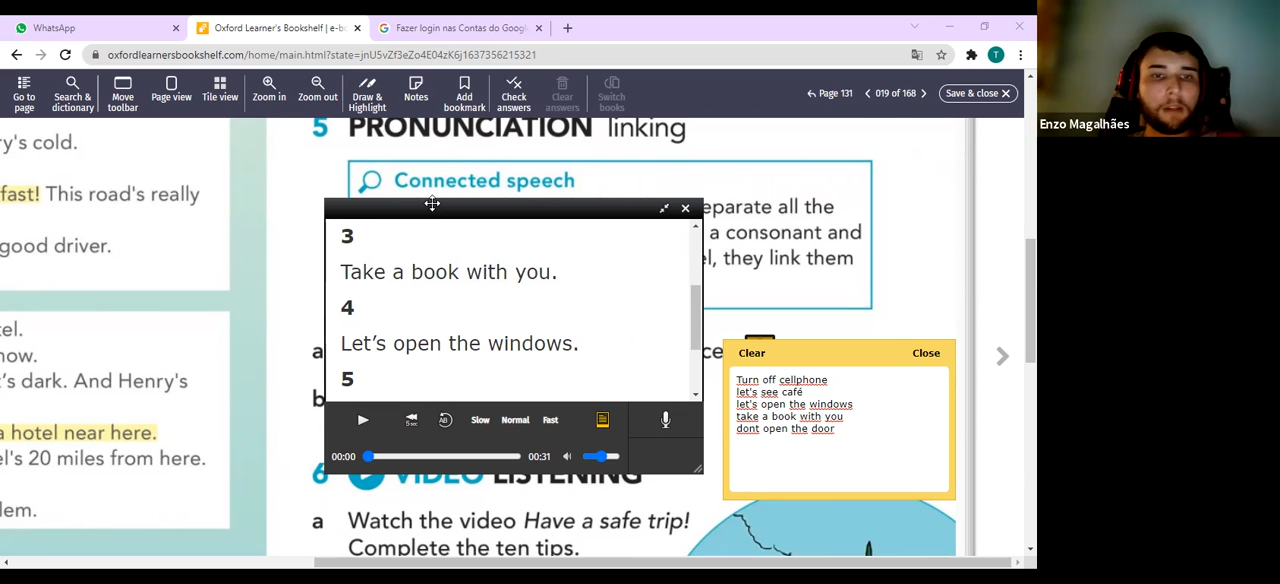 WhatsApp
Oxford Learner's Bookshelf | e-b
Fazer login nas Contas do Googl
oxfordlearnersbookshelf.com/home/main.html?state=jnU5vZf3eZo4E04zK6j1637356215321
T
Go to page
Search & dictionary
Move toolbar
Page view
Tile view
Zoom in
Zoom out
Draw & Highlight
Notes
Add bookmark
Check answers
Clear answers
Switch books
Page 131
019 of 168
Save & close
Enzo Magalhães
ry's cold.
fast! This road's really
good driver.
tel.
now.
t's dark. And Henry's
a hotel near here.
el's 20 miles from here.
lem.
5 PRONUNCIATION linking
Connected speech
eparate all the
a consonant and
el, they link them
3
Take a book with you.
4
Let's open the windows.
5
AB
5 sec
Slow
Normal
Fast
00:00
00:31
a
ce
b
Clear
Close
Turn off cellphone
let's see café
let's open the windows
take a book with you
dont open the door
6 VIDEO LISTENING
a Watch the video Have a safe trip!
Complete the ten tips.